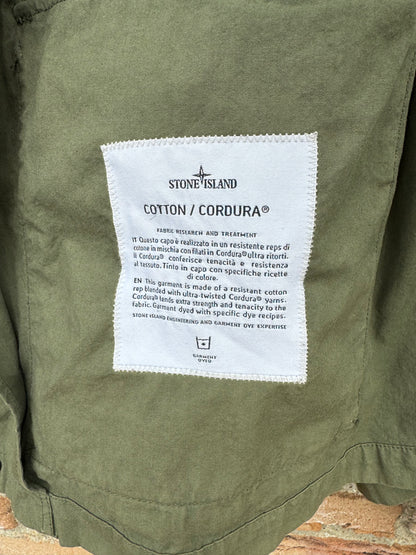 STONE ISLAND
COTTON / CORDURA®
FABRIC RESEARCH AND TREATMENT
IT Questo capo è realizzato in un resistente reps di
cotone in mischia con filati in Cordura® ultra ritorti.
Il Cordura® conferisce tenacità e resistenza
al tessuto. Tinto in capo con specifiche ricette
di colore.
EN This garment is made of a resistant cotton
rep blended with ultra-twisted Cordura® yarns.
Cordura® lends extra strength and tenacity to the
fabric. Garment dyed with specific dye recipes.
STONE ISLAND ENGINEERING AND GARMENT DYE EXPERTISE
GARMENT
DYED